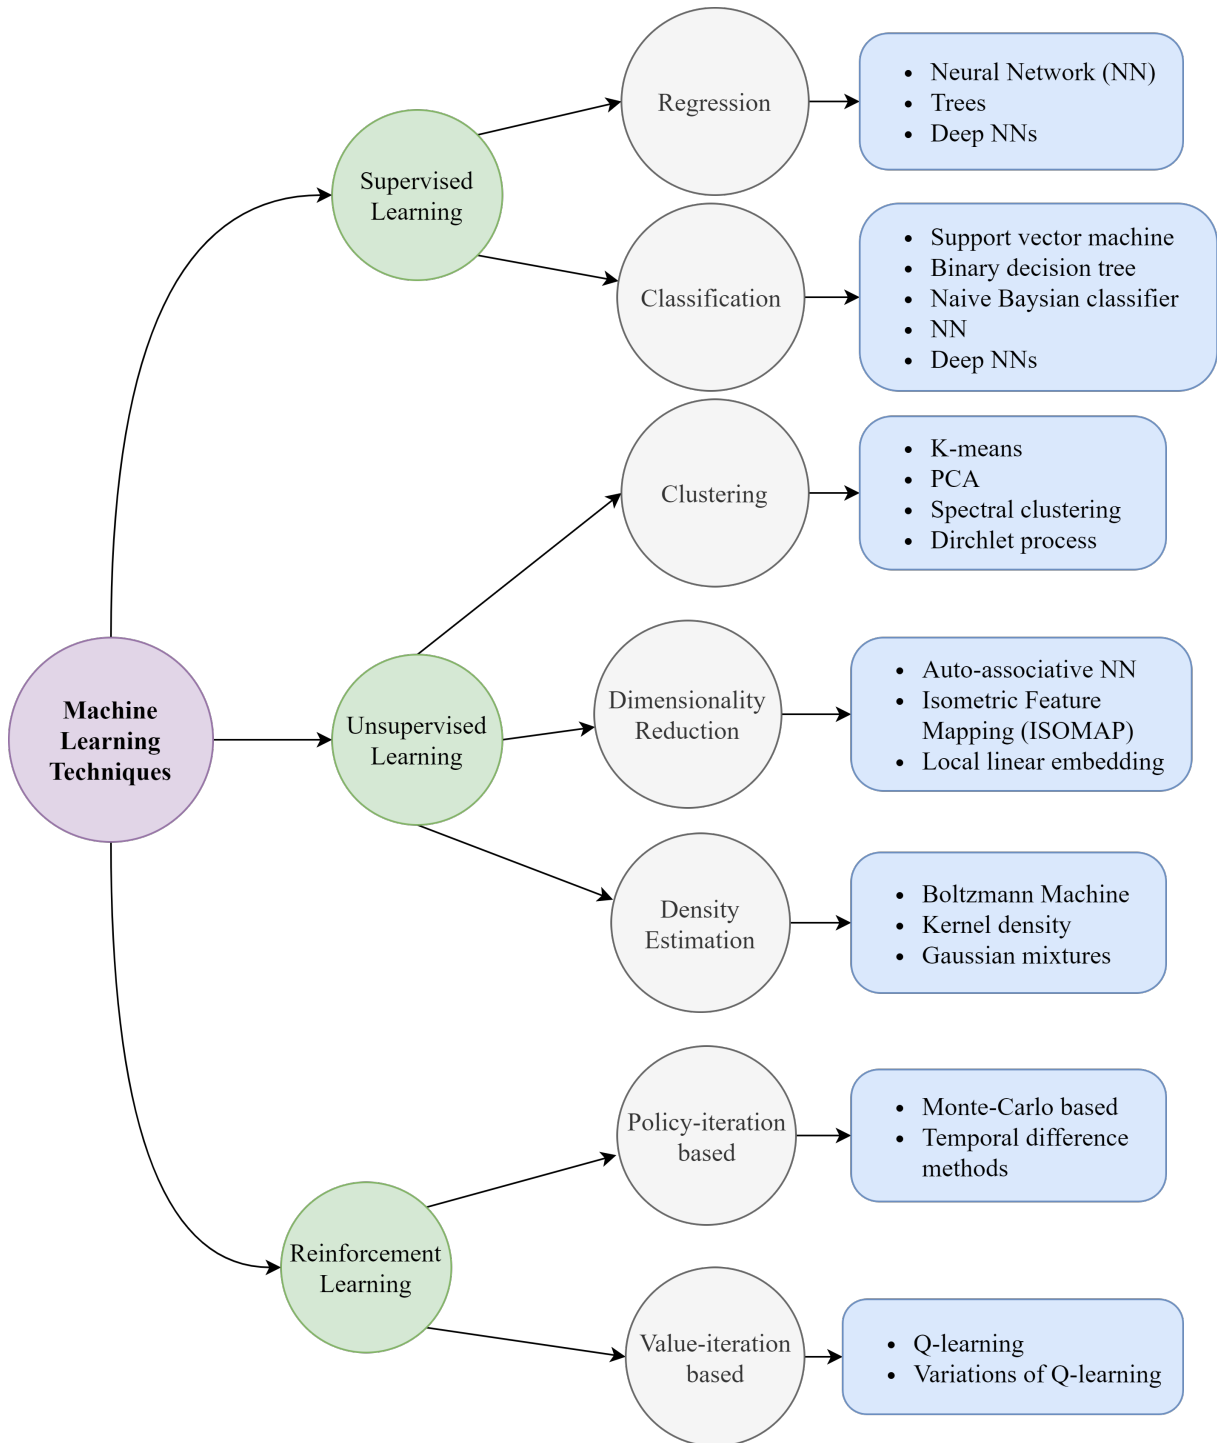 Regression
• Neural Network (NN)
• Trees
• Deep NNs
Supervised
Learning
Classification
• Support vector machine
• Binary decision tree
• Naive Baysian classifier
• NN
• Deep NNs
Clustering
• K-means
• PCA
• Spectral clustering
• Dirchlet process
Machine
Learning
Techniques
Unsupervised
Learning
Dimensionality
Reduction
• Auto-associative NN
• Isometric Feature
Mapping (ISOMAP)
• Local linear embedding
Density
Estimation
• Boltzmann Machine
• Kernel density
• Gaussian mixtures
Policy-iteration
based
• Monte-Carlo based
• Temporal difference
methods
Reinforcement
Learning
Value-iteration
based
• Q-learning
• Variations of Q-learning